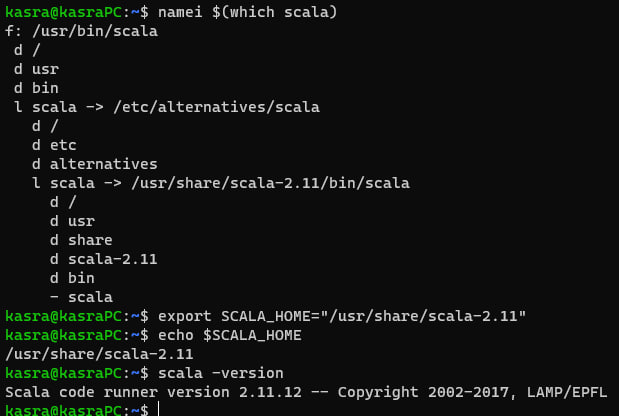 kasra@kasraPC:~$ namei $(which scala)
f: /usr/bin/scala
 d /
 d usr
 d bin
 l scala -> /etc/alternatives/scala
   d /
   d etc
   d alternatives
   l scala -> /usr/share/scala-2.11/bin/scala
     d /
     d usr
     d share
     d scala-2.11
     d bin
     - scala
kasra@kasraPC:~$ export SCALA_HOME="/usr/share/scala-2.11"
kasra@kasraPC:~$ echo $SCALA_HOME
/usr/share/scala-2.11
kasra@kasraPC:~$ scala -version
Scala code runner version 2.11.12 -- Copyright 2002-2017, LAMP/EPFL
kasra@kasraPC:~$